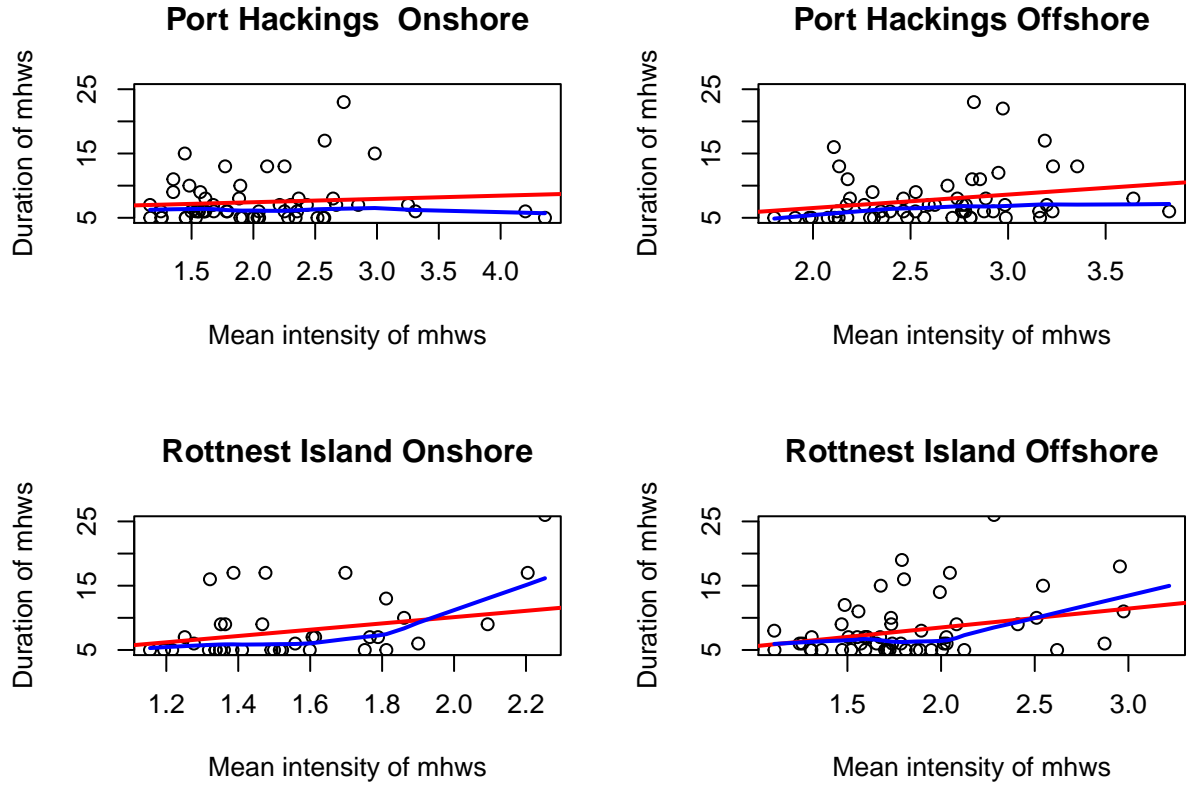 Port Hackings  Onshore
Duration of mhws
5 15 25
1.5 2.0 2.5 3.0 3.5 4.0
Mean intensity of mhws
Port Hackings Offshore
Duration of mhws
5 15 25
2.0 2.5 3.0 3.5
Mean intensity of mhws
Rottnest Island Onshore
Duration of mhws
5 15 25
1.2 1.4 1.6 1.8 2.0 2.2
Mean intensity of mhws
Rottnest Island Offshore
Duration of mhws
5 15 25
1.5 2.0 2.5 3.0
Mean intensity of mhws